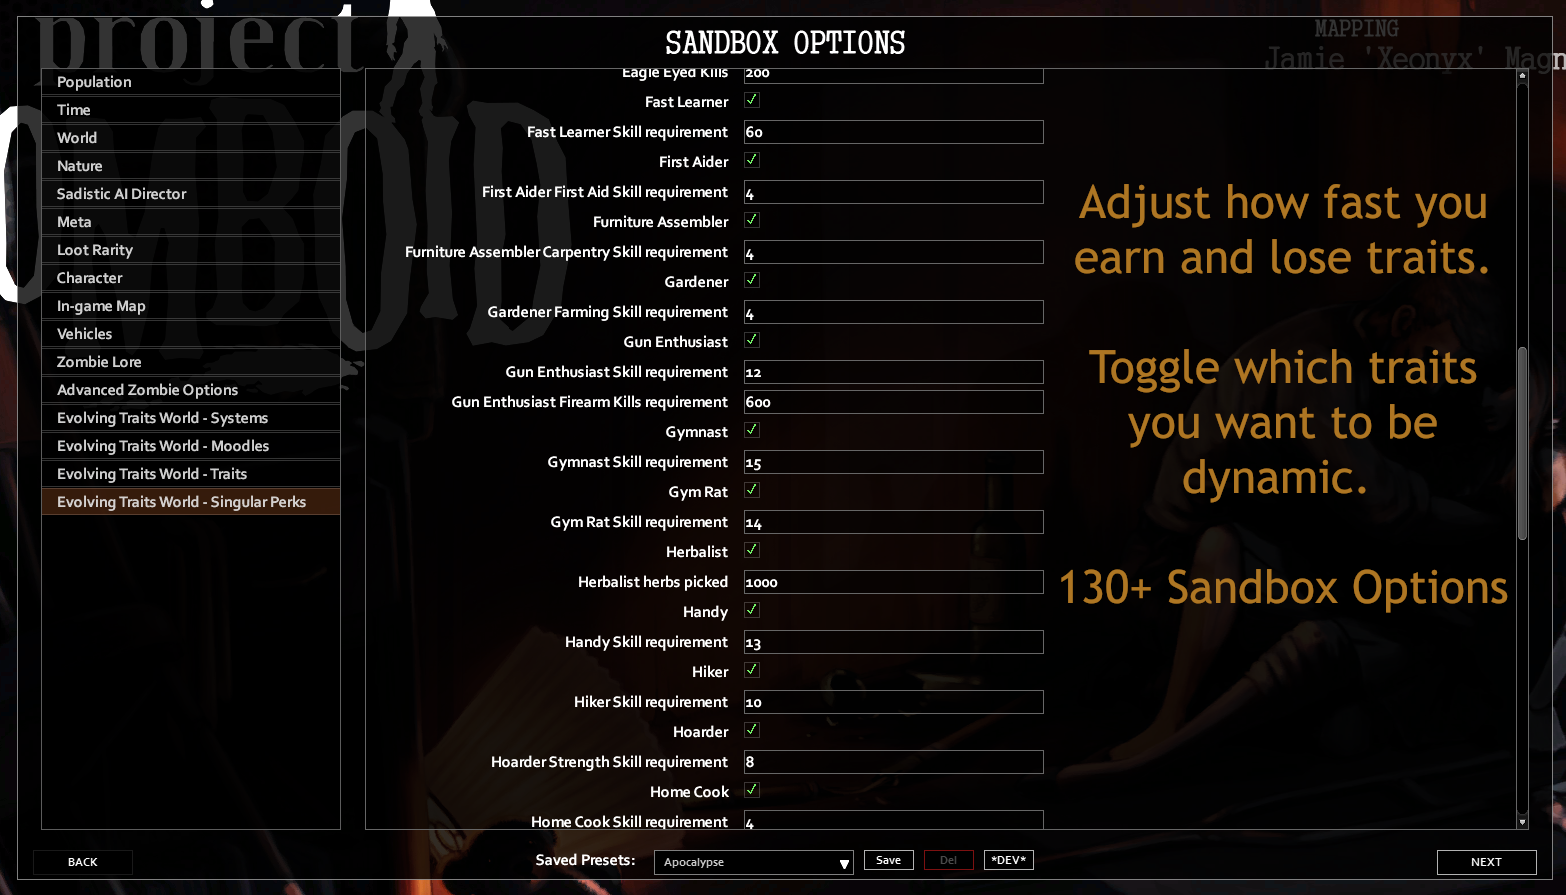 project
ZOMBOID
SANDBOX OPTIONS
MAPPING
Jamie 'Xeonyx' Magn
Population
Time
World
Nature
Sadistic AI Director
Meta
Loot Rarity
Character
In-game Map
Vehicles
Zombie Lore
Advanced Zombie Options
Evolving Traits World - Systems
Evolving Traits World - Moodles
Evolving Traits World - Traits
Evolving Traits World - Singular Perks
Eagle Eyed Kills 200
Fast Learner
Fast Learner Skill requirement 60
First Aider
First Aider First Aid Skill requirement 4
Furniture Assembler
Furniture Assembler Carpentry Skill requirement 4
Gardener
Gardener Farming Skill requirement 4
Gun Enthusiast
Gun Enthusiast Skill requirement 12
Gun Enthusiast Firearm Kills requirement 600
Gymnast
Gymnast Skill requirement 15
Gym Rat
Gym Rat Skill requirement 14
Herbalist
Herbalist herbs picked 1000
Handy
Handy Skill requirement 13
Hiker
Hiker Skill requirement 10
Hoarder
Hoarder Strength Skill requirement 8
Home Cook
Home Cook Skill requirement 4
Adjust how fast you
earn and lose traits.
Toggle which traits
you want to be
dynamic.
130+ Sandbox Options
BACK
Saved Presets: Apocalypse Save Del *DEV*
NEXT